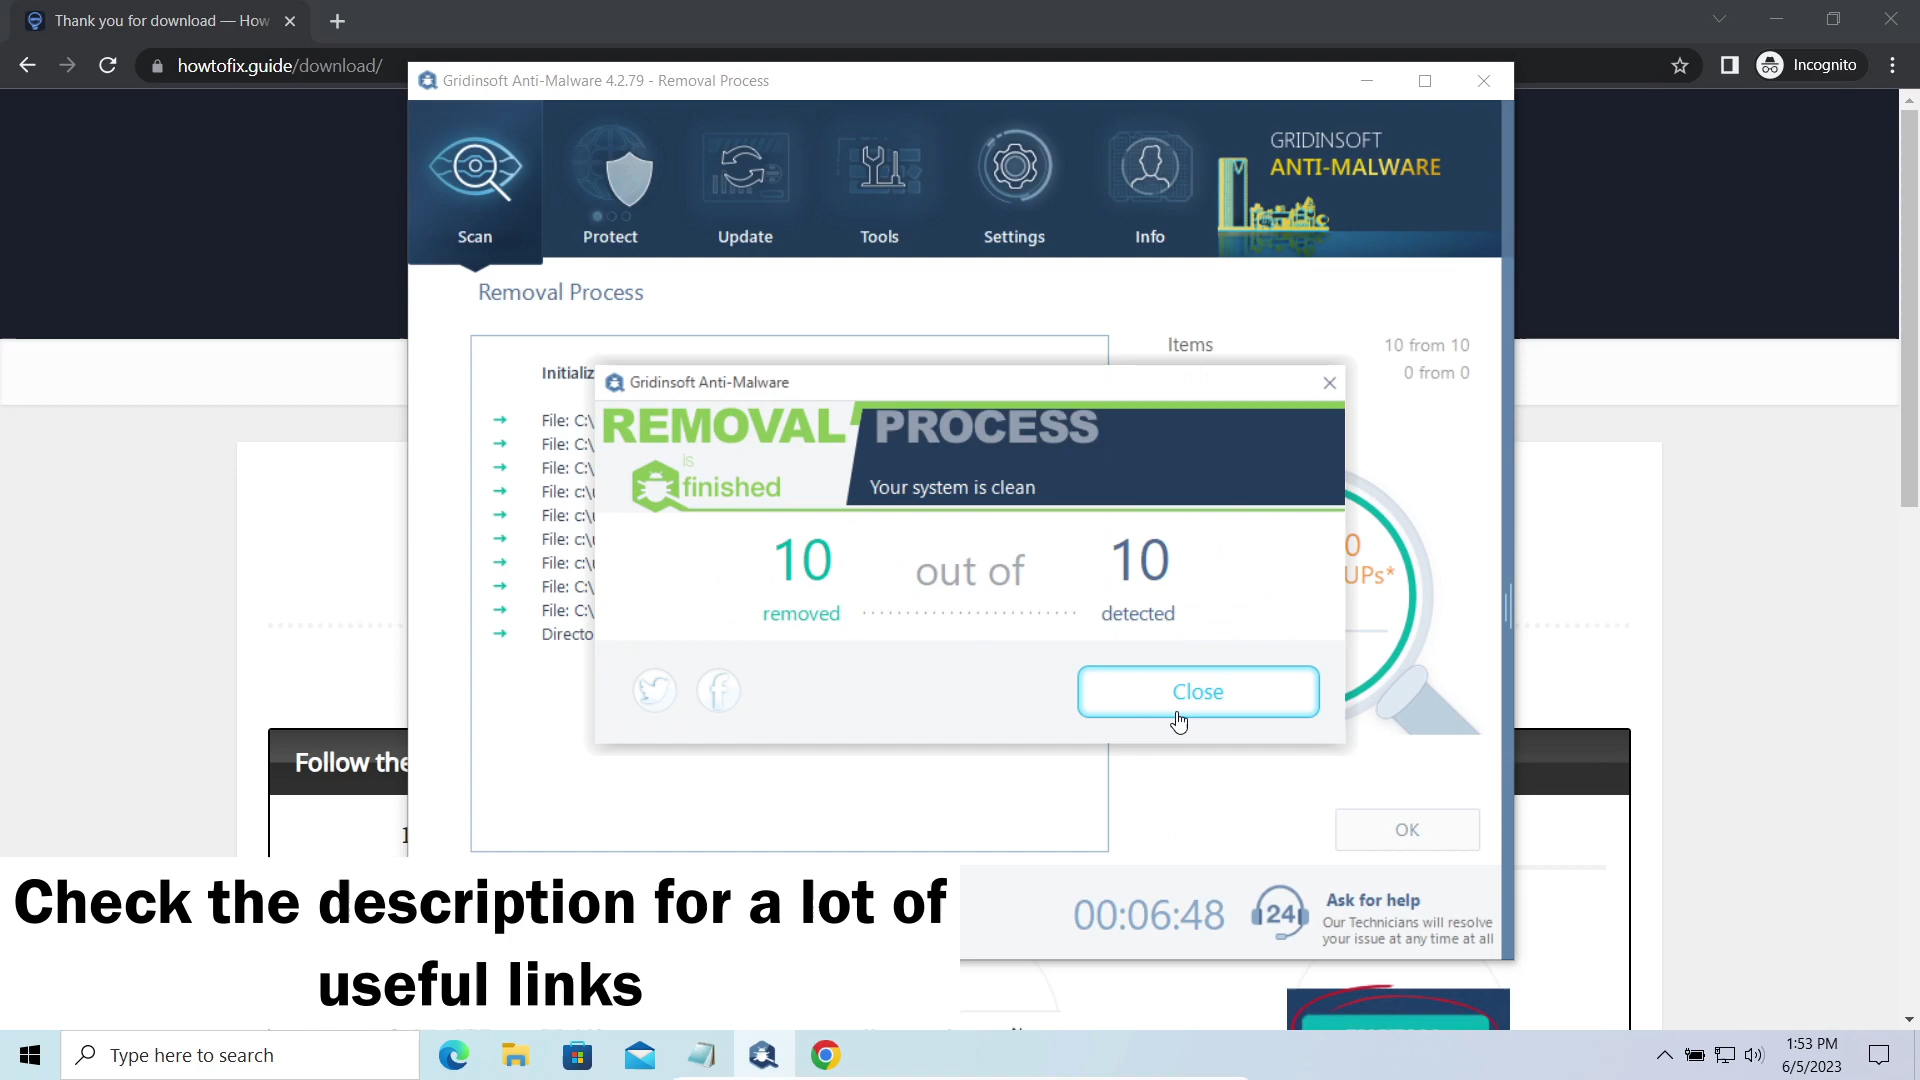 Thank you for download — How
howtofix.guide/download/
Incognito
Gridinsoft Anti-Malware 4.2.79 - Removal Process
GRIDINSOFT
ANTI-MALWARE
Scan
Protect
Update
Tools
Settings
Info
Removal Process
Items
10 from 10
0 from 0
Initializ
File: C:\
File: C:\
File: C:\
File: c:\u
File: c:\u
File: c:\u
File: c:\u
File: C:\
File: C:\
Directo
Gridinsoft Anti-Malware
REMOVAL PROCESS
is
finished
Your system is clean
10
out of
10
removed
detected
0
UPs*
Close
Follow the
1
OK
00:06:48
24
Ask for help
Our Technicians will resolve
your issue at any time at all
Check the description for a lot of
useful links
Type here to search
1:53 PM
6/5/2023